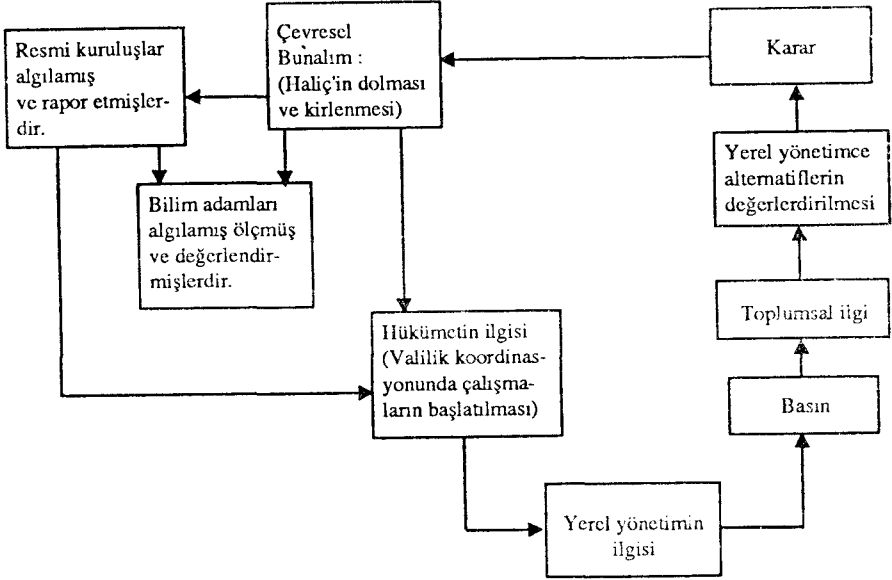 Resmi kuruluşlar
algılamış
ve rapor etmişler-
dir.
Çevresel
Bunalım :
(Haliç'in dolması
ve kirlenmesi)
Bilim adamları
algılamış ölçmüş
ve değerlendir-
mişlerdir.
Hükümetin ilgisi
(Valilik koordinas-
yonunda çalışma-
ların başlatılması)
Yerel yönetimin
ilgisi
Basın
Toplumsal ilgi
Yerel yönetimce
alternatiflerin
değerlerdirilmesi
Karar